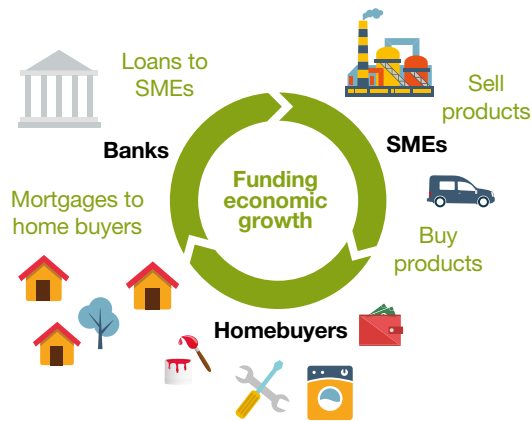 Loans to
SMEs
Sell
products
Banks
SMEs
Funding
economic
growth
Mortgages to
home buyers
Buy
products
Homebuyers